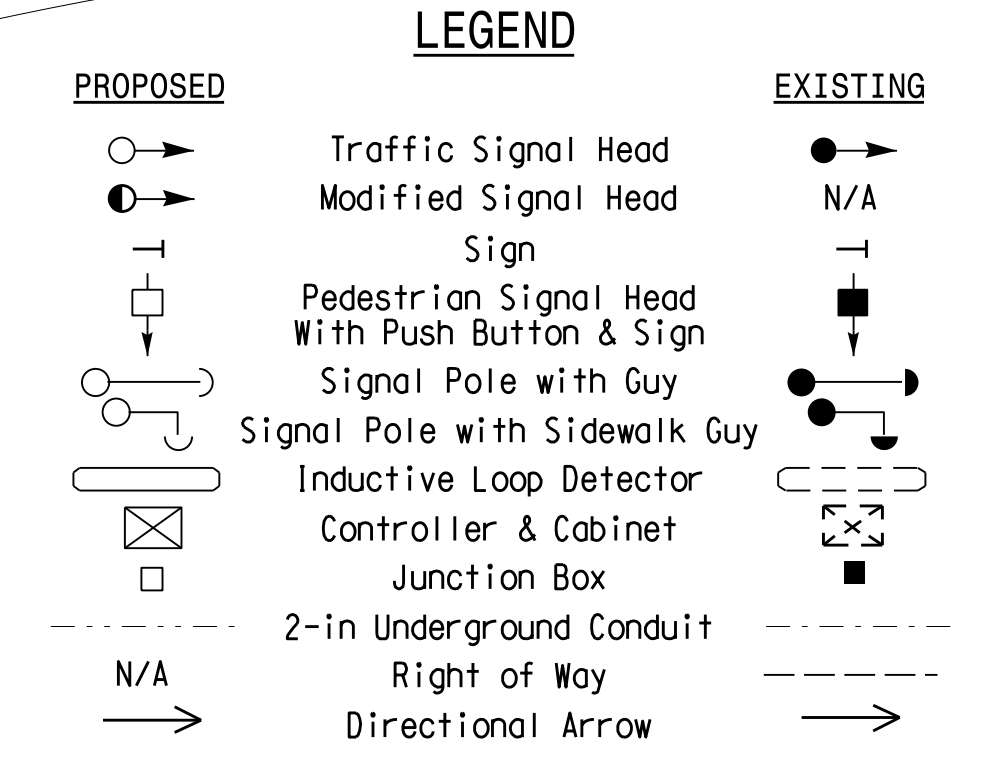 LEGEND
PROPOSED EXISTING
Traffic Signal Head
Modified Signal Head N/A
Sign
Pedestrian Signal Head
With Push Button & Sign
Signal Pole with Guy
Signal Pole with Sidewalk Guy
Inductive Loop Detector
Controller & Cabinet
Junction Box
2-in Underground Conduit
N/A Right of Way
Directional Arrow